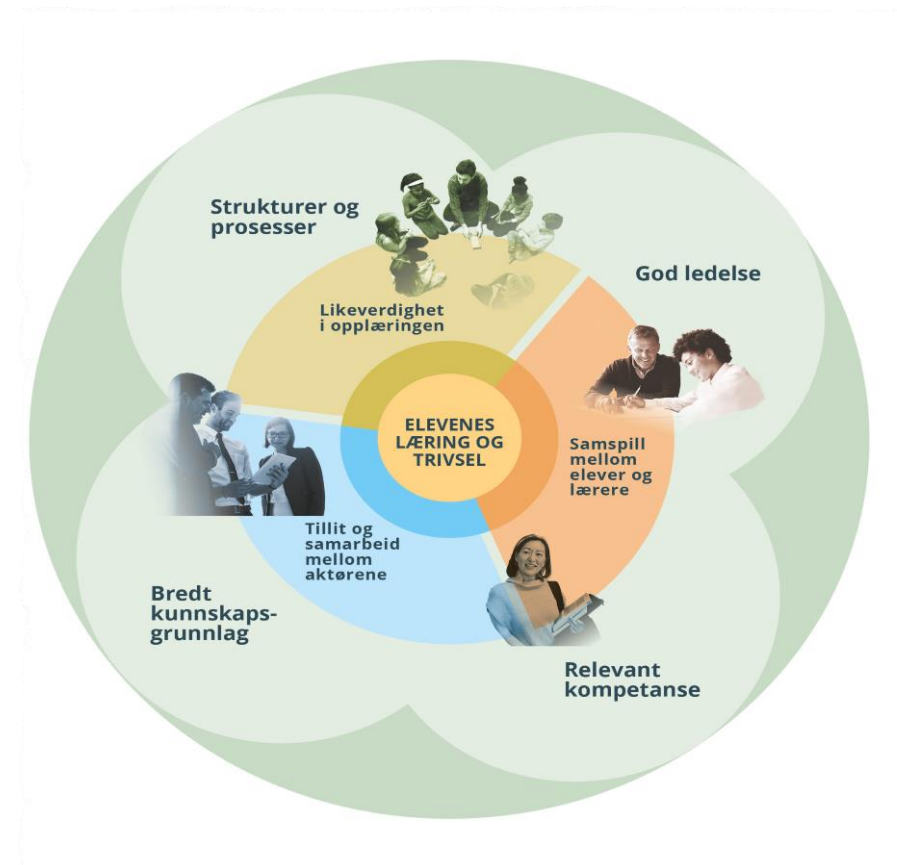 Strukturer og
prosesser
God ledelse
Likeverdighet
i opplæringen
ELEVENES
LÆRING OG
TRIVSEL
Samspill
mellom
elever og
lærere
Tillit og
samarbeid
mellom
aktørene
Bredt
kunnskaps-
grunnlag
Relevant
kompetanse